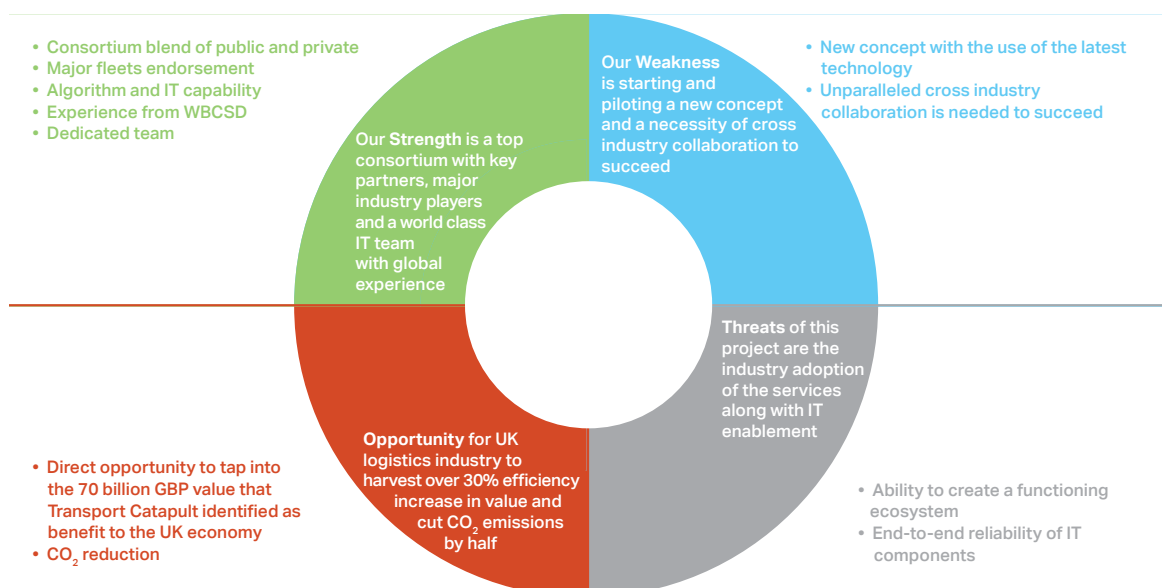 • Consortium blend of public and private
• Major fleets endorsement
• Algorithm and IT capability
• Experience from WBCSD
• Dedicated team
Our Strength is a top
consortium with key
partners, major
industry players
and a world class
IT team
with global
experience
Our Weakness
is starting and
piloting a new concept
and a necessity of cross
industry collaboration to
succeed
• New concept with the use of the latest
technology
• Unparalleled cross industry
collaboration is needed to succeed
• Direct opportunity to tap into
the 70 billion GBP value that
Transport Catapult identified as
benefit to the UK economy
• CO₂ reduction
Opportunity for UK
logistics industry to
harvest over 30% efficiency
increase in value and
cut CO₂ emissions
by half
Threats of this
project are the
industry adoption
of the services
along with IT
enablement
• Ability to create a functioning
ecosystem
• End-to-end reliability of IT
components